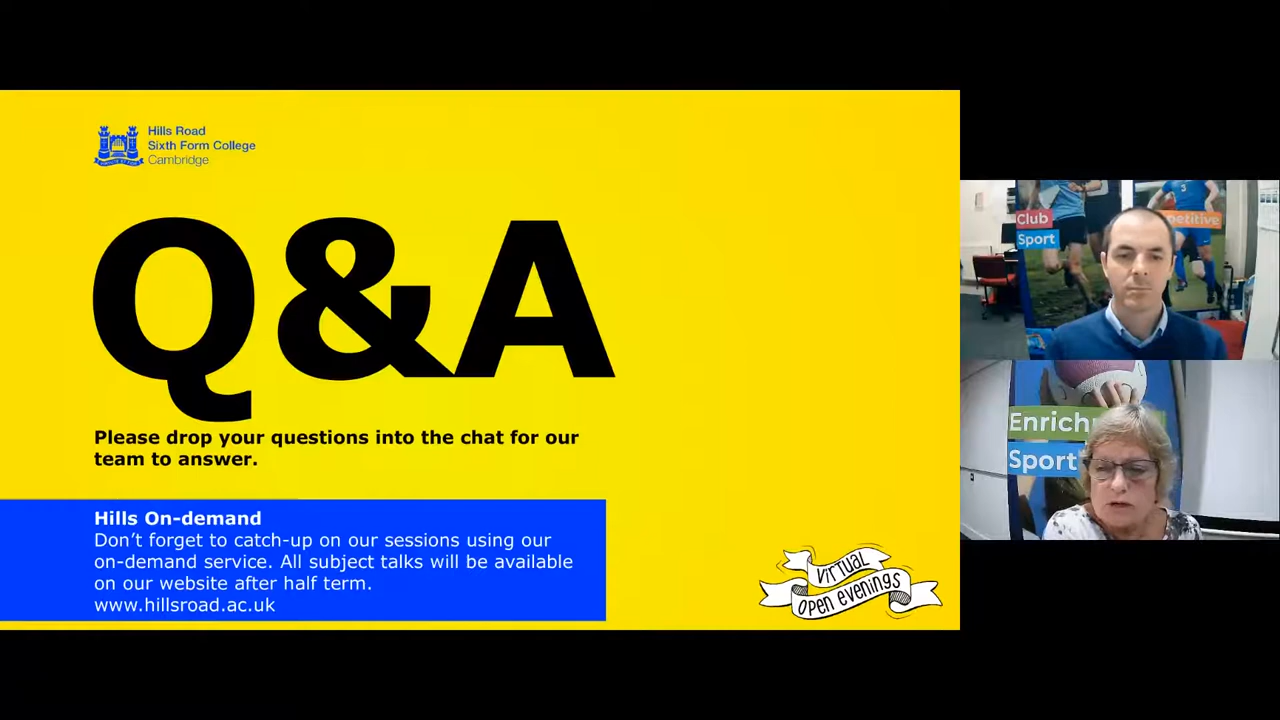 Hills Road
Sixth Form College
Cambridge
Q&A
Please drop your questions into the chat for our
team to answer.
Hills On-demand
Don’t forget to catch-up on our sessions using our
on-demand service. All subject talks will be available
on our website after half term.
www.hillsroad.ac.uk
VIRTUAL
OPEN EVENINGS
Club
Sport
3
Sport